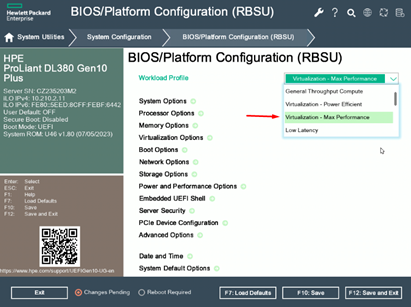 Hewlett Packard
Enterprise
BIOS/Platform Configuration (RBSU)
System Utilities
System Configuration
BIOS/Platform Configuration (RBSU)
HPE
ProLiant DL380 Gen10
Plus
Server SN: CZ235203M2
iLO IPv4: 10.210.2.11
iLO IPv6: FE80::5EED:8CFF:FEBF:6442
User Default: OFF
Secure Boot: Disabled
Boot Mode: UEFI
System ROM: U46 v1.80 (07/05/2023)
Enter: Select
ESC: Exit
F1: Help
F7: Load Defaults
F10: Save
F12: Save and Exit
https://www.hpe.com/support/UEFIGen10-UG-en
BIOS/Platform Configuration (RBSU)
Workload Profile
Virtualization - Max Performance
General Throughput Compute
Virtualization - Power Efficient
Virtualization - Max Performance
Low Latency
System Options
Processor Options
Memory Options
Virtualization Options
Boot Options
Network Options
Storage Options
Power and Performance Options
Embedded UEFI Shell
Server Security
PCIe Device Configuration
Advanced Options
Date and Time
System Default Options
Exit
Changes Pending
Reboot Required
F7: Load Defaults
F10: Save
F12: Save and Exit